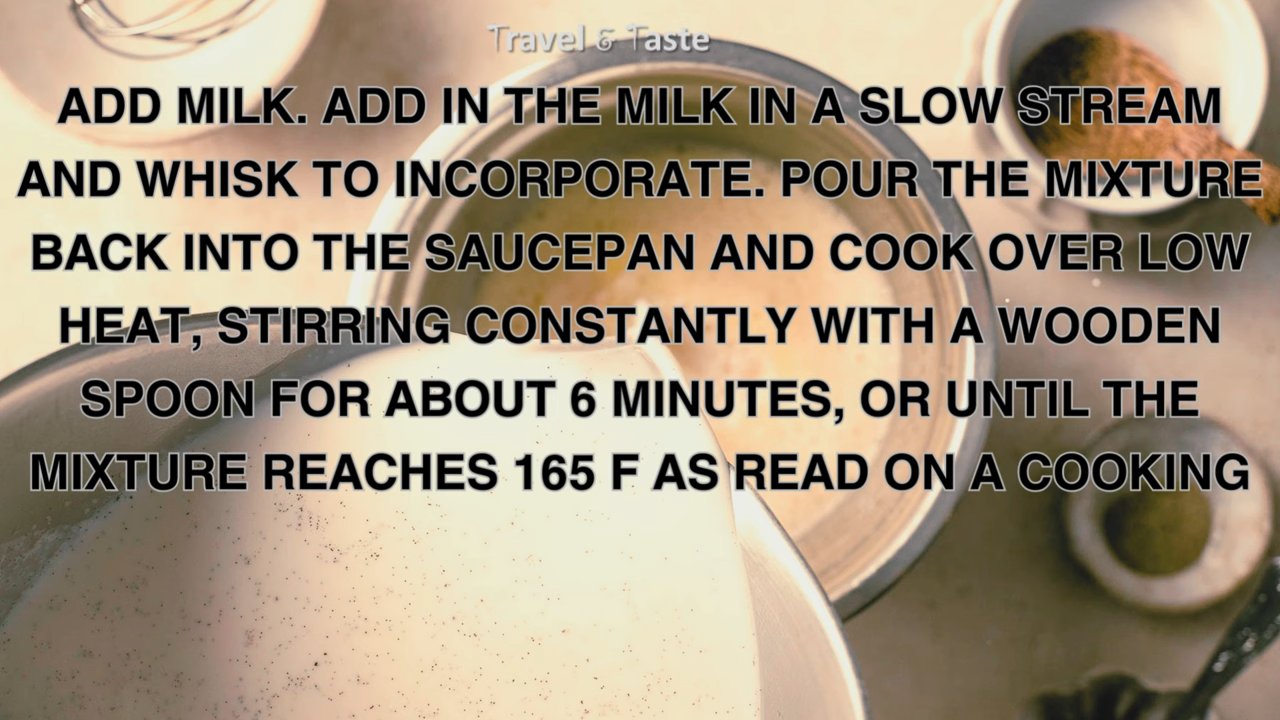 Travel & Taste
ADD MILK. ADD IN THE MILK IN A SLOW STREAM
AND WHISK TO INCORPORATE. POUR THE MIXTURE
BACK INTO THE SAUCEPAN AND COOK OVER LOW
HEAT, STIRRING CONSTANTLY WITH A WOODEN
SPOON FOR ABOUT 6 MINUTES, OR UNTIL THE
MIXTURE REACHES 165 F AS READ ON A COOKING